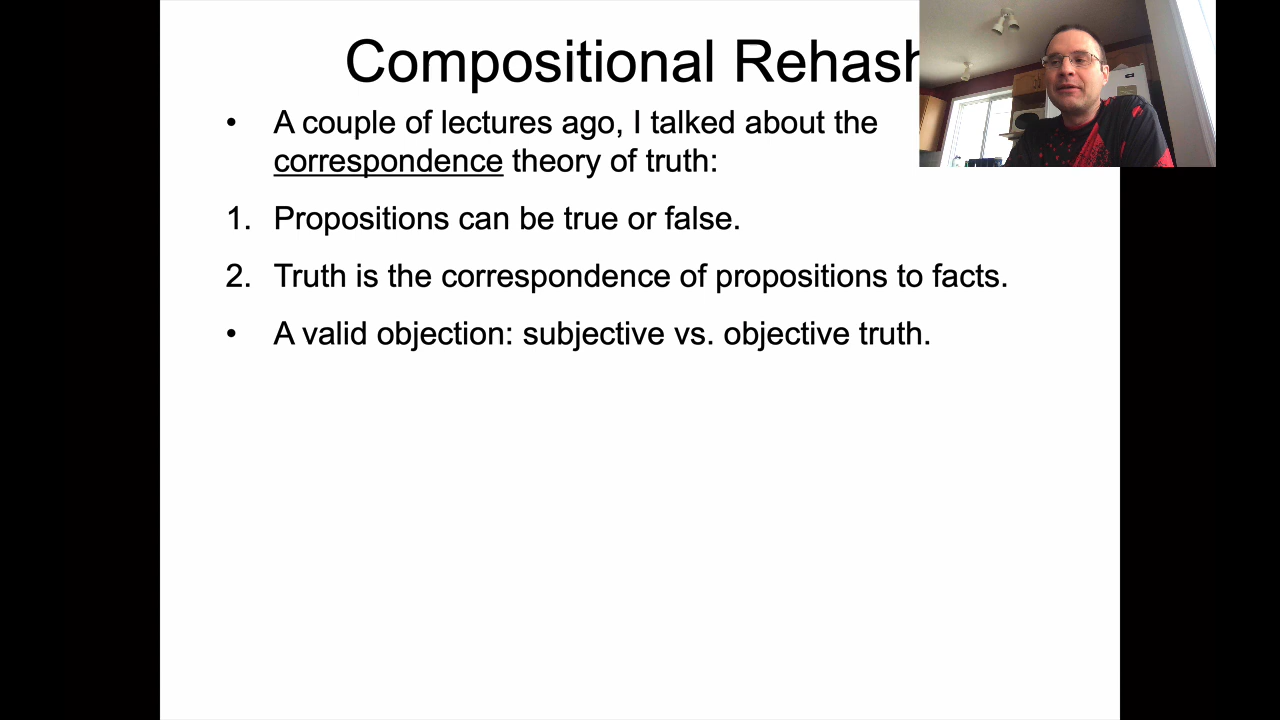 Compositional Rehash
• A couple of lectures ago, I talked about the
correspondence theory of truth:
1. Propositions can be true or false.
2. Truth is the correspondence of propositions to facts.
• A valid objection: subjective vs. objective truth.